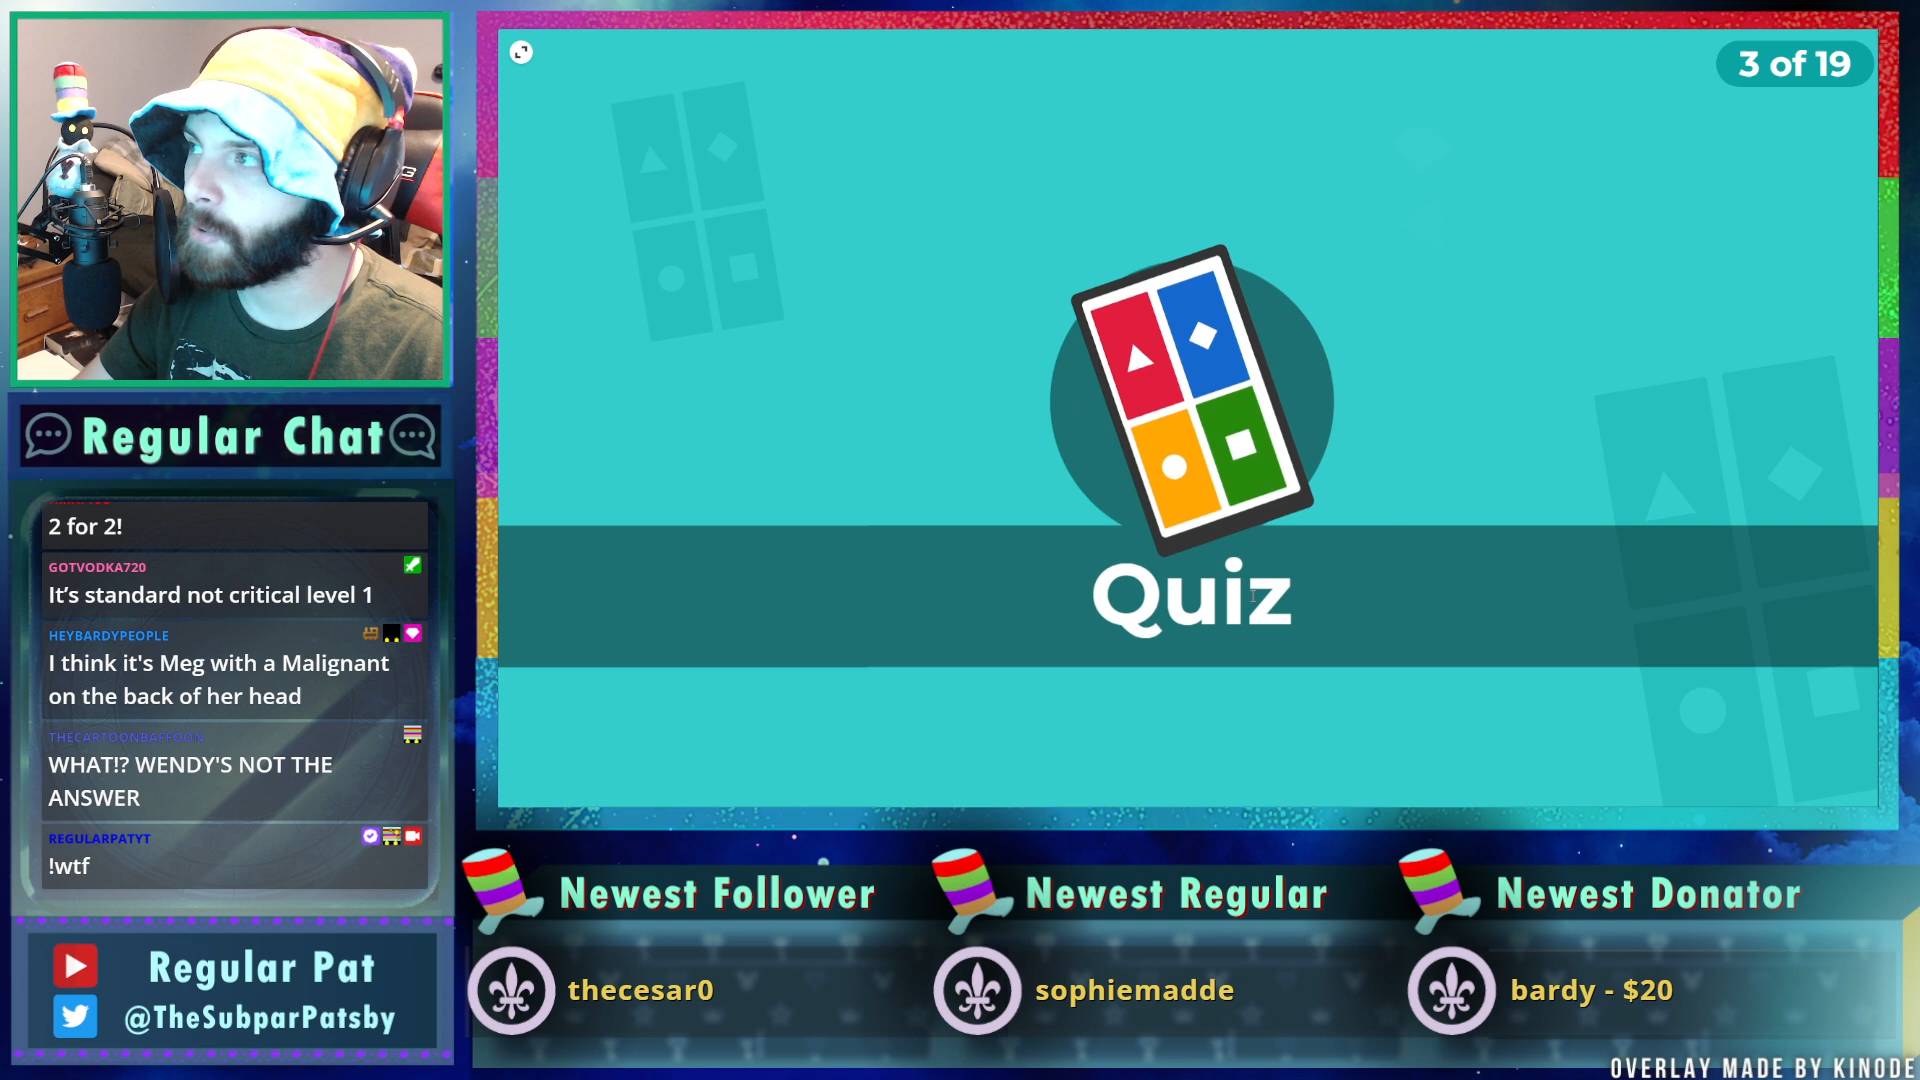 3 of 19
Quiz
Regular Chat
2 for 2!
GOTVODKA720
It's standard not critical level 1
HEYBARDYPEOPLE
I think it's Meg with a Malignant
on the back of her head
THECARTOONBAFFOON
WHAT!? WENDY'S NOT THE
ANSWER
REGULARPATYT
!wtf
Regular Pat
@TheSubparPatsby
Newest Follower
thecesar0
Newest Regular
sophiemadde
Newest Donator
bardy - $20
OVERLAY MADE BY KINODE